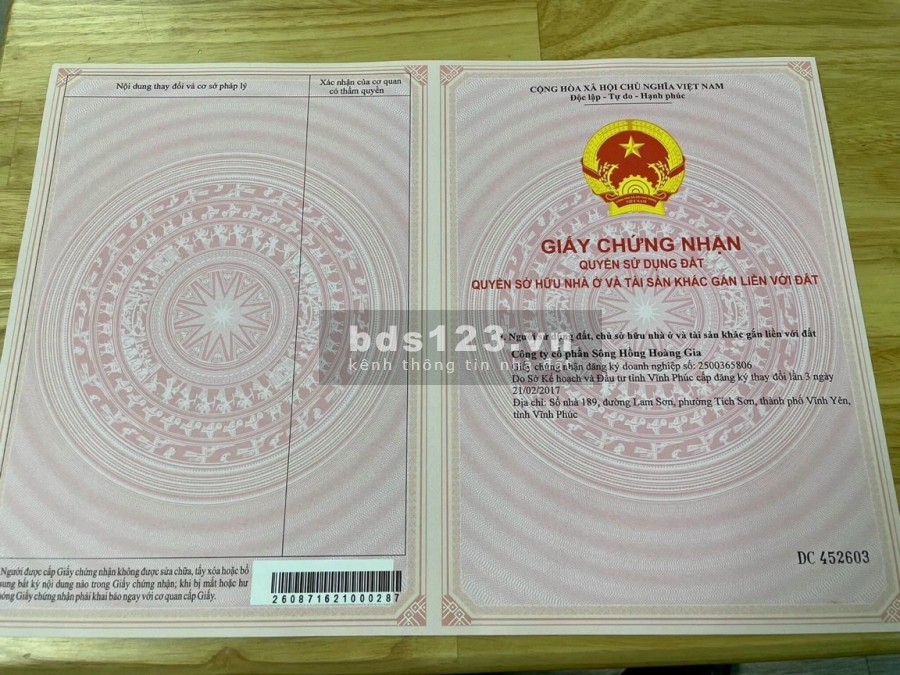 Nội dung thay đổi và cơ sở pháp lý
Xác nhận của cơ quan
có thẩm quyền
Người được cấp Giấy chứng nhận không được sửa chữa, tẩy xóa hoặc bổ
sung bất kỳ nội dung nào trong Giấy chứng nhận; khi bị mất hoặc hư
hỏng Giấy chứng nhận phải khai báo ngay với cơ quan cấp Giấy.
260871621000287
CỘNG HÒA XÃ HỘI CHỦ NGHĨA VIỆT NAM
Độc lập - Tự do - Hạnh phúc
GIẤY CHỨNG NHẬN
QUYỀN SỬ DỤNG ĐẤT
QUYỀN SỞ HỮU NHÀ Ở VÀ TÀI SẢN KHÁC GẮN LIỀN VỚI ĐẤT
I. Người sử dụng đất, chủ sở hữu nhà ở và tài sản khác gắn liền với đất
Công ty cổ phần Sông Hồng Hoàng Gia
Giấy chứng nhận đăng ký doanh nghiệp số: 2500365806
Do Sở Kế hoạch và Đầu tư tỉnh Vĩnh Phúc cấp đăng ký thay đổi lần 3 ngày
21/02/2017
Địa chỉ: Số nhà 189, đường Lam Sơn, phường Tích Sơn, thành phố Vĩnh Yên,
tỉnh Vĩnh Phúc
DC 452603
bds123.vn
kênh thông tin nhà đất